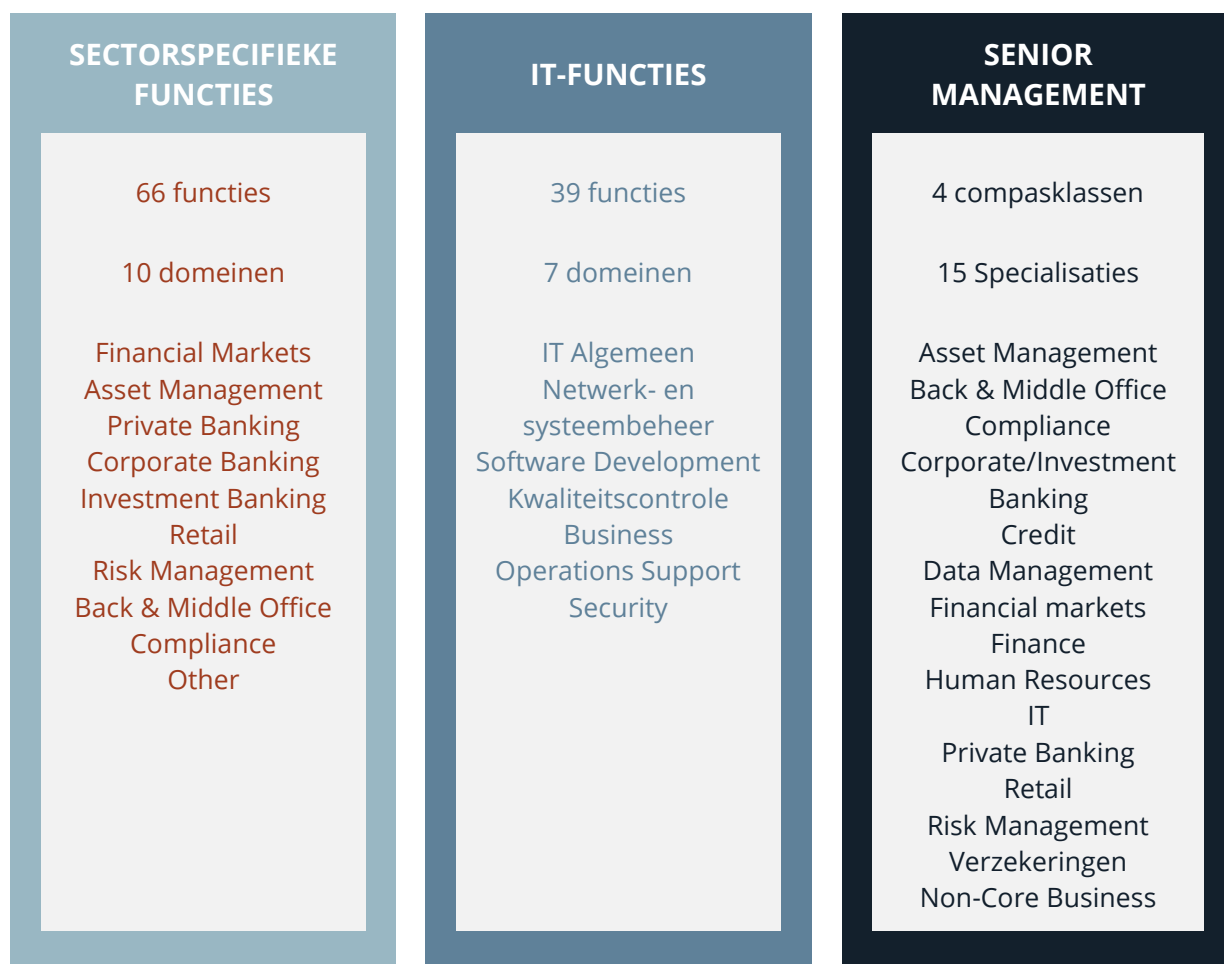 SECTORSPECIFIEKE
FUNCTIES
66 functies
10 domeinen
Financial Markets
Asset Management
Private Banking
Corporate Banking
Investment Banking
Retail
Risk Management
Back & Middle Office
Compliance
Other
IT-FUNCTIES
39 functies
7 domeinen
IT Algemeen
Netwerk- en
systeembeheer
Software Development
Kwaliteitscontrole
Business
Operations Support
Security
SENIOR
MANAGEMENT
4 compasklassen
15 Specialisaties
Asset Management
Back & Middle Office
Compliance
Corporate/Investment
Banking
Credit
Data Management
Financial markets
Finance
Human Resources
IT
Private Banking
Retail
Risk Management
Verzekeringen
Non-Core Business